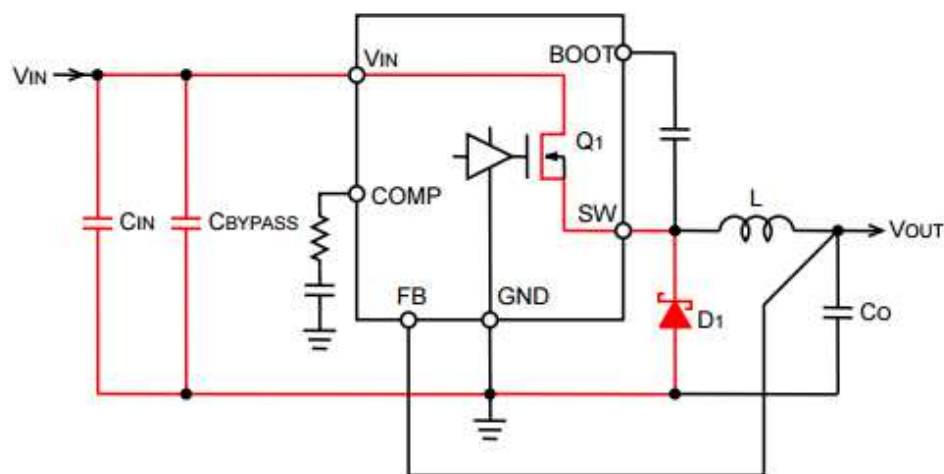 BOOT
VIN
VIN
Q1
COMP
CIN
CBYPASS
SW
L
VOUT
FB
GND
D1
CO